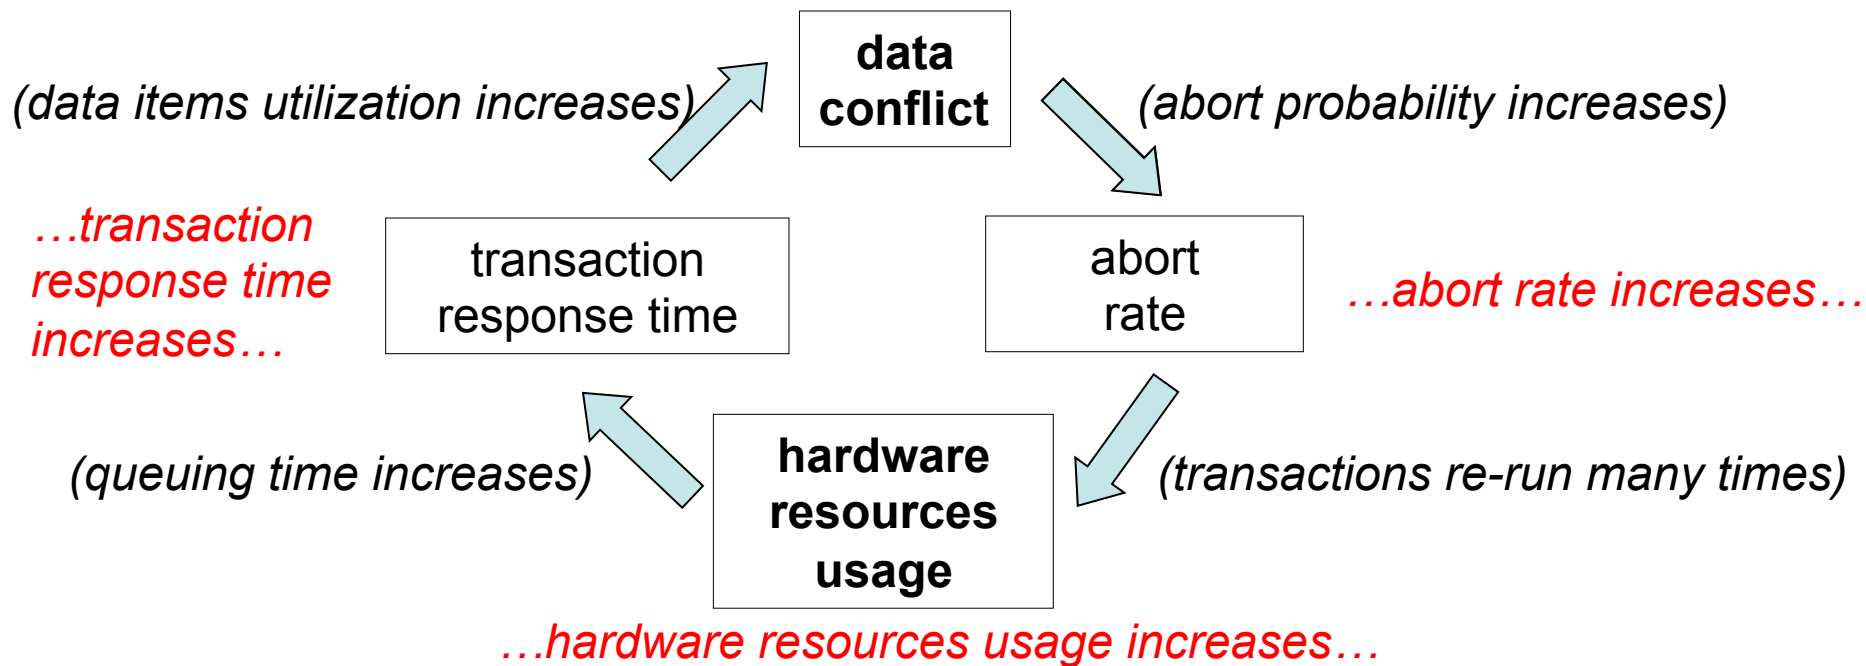 data
conflict
(data items utilization increases)
(abort probability increases)
…transaction
response time
increases…
transaction
response time
abort
rate
…abort rate increases…
(queuing time increases)
hardware
resources
usage
(transactions re-run many times)
…hardware resources usage increases…